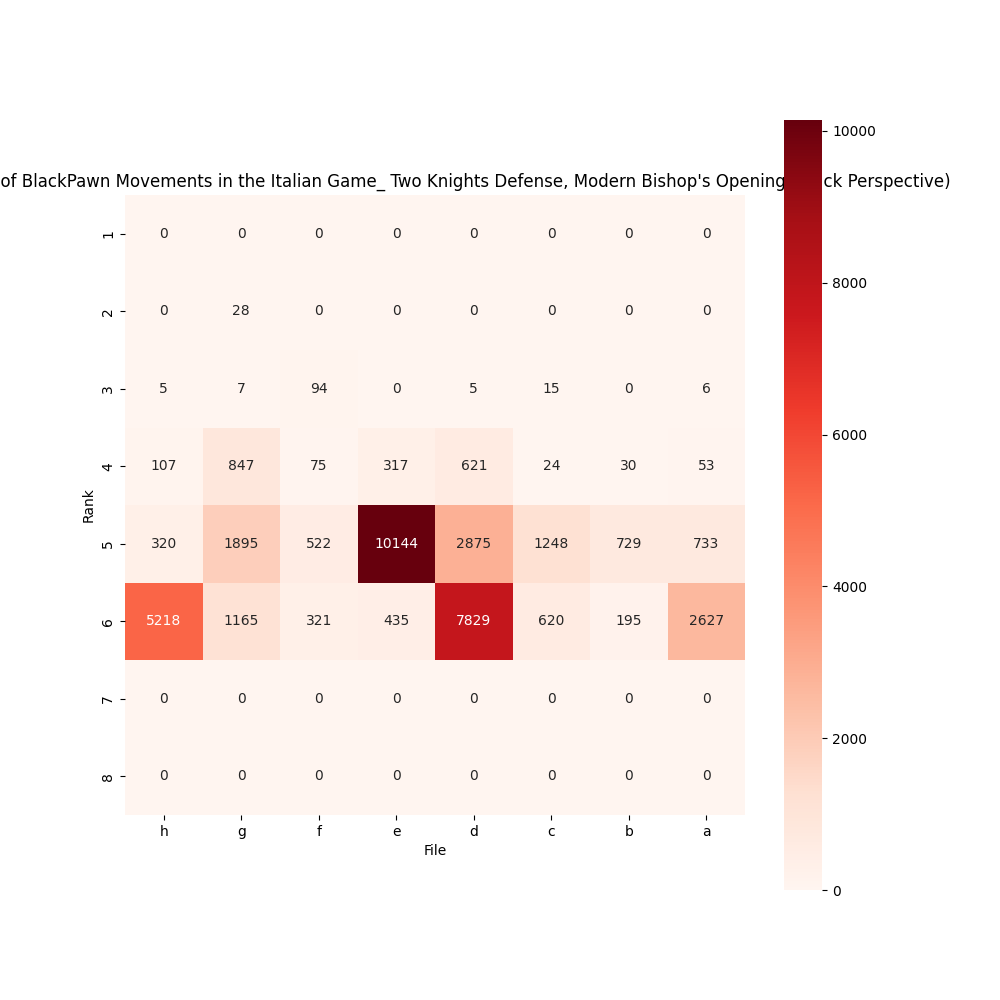 of BlackPawn Movements in the Italian Game_ Two Knights Defense, Modern Bishop's Opening ck Perspective)
10000
8000
6000
4000
2000
0
Rank
1 0 0 0 0 0 0 0 0
2 0 28 0 0 0 0 0 0
3 5 7 94 0 5 15 0 6
4 107 847 75 317 621 24 30 53
5 320 1895 522 10144 2875 1248 729 733
6 5218 1165 321 435 7829 620 195 2627
7 0 0 0 0 0 0 0 0
8 0 0 0 0 0 0 0 0
h g f e d c b a
File